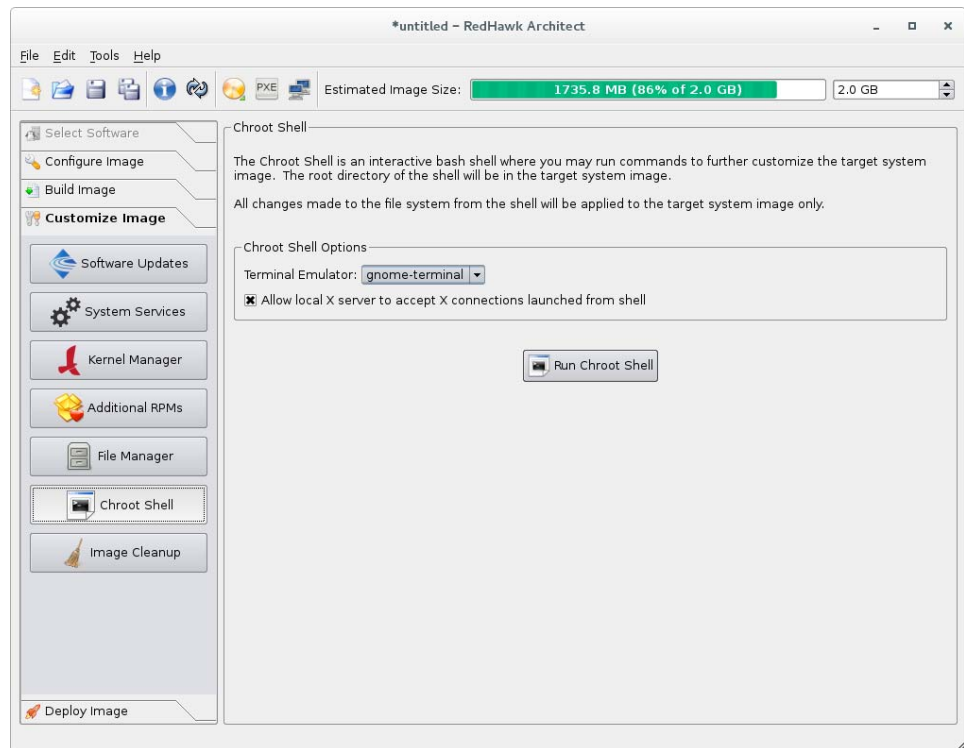 *untitled – RedHawk Architect
File Edit Tools Help
PXE
Estimated Image Size:
1735.8 MB (86% of 2.0 GB)
2.0 GB
Select Software
Configure Image
Build Image
Customize Image
Software Updates
System Services
Kernel Manager
Additional RPMs
File Manager
Chroot Shell
Image Cleanup
Deploy Image
Chroot Shell
The Chroot Shell is an interactive bash shell where you may run commands to further customize the target system
image. The root directory of the shell will be in the target system image.
All changes made to the file system from the shell will be applied to the target system image only.
Chroot Shell Options
Terminal Emulator: gnome-terminal
Allow local X server to accept X connections launched from shell
Run Chroot Shell